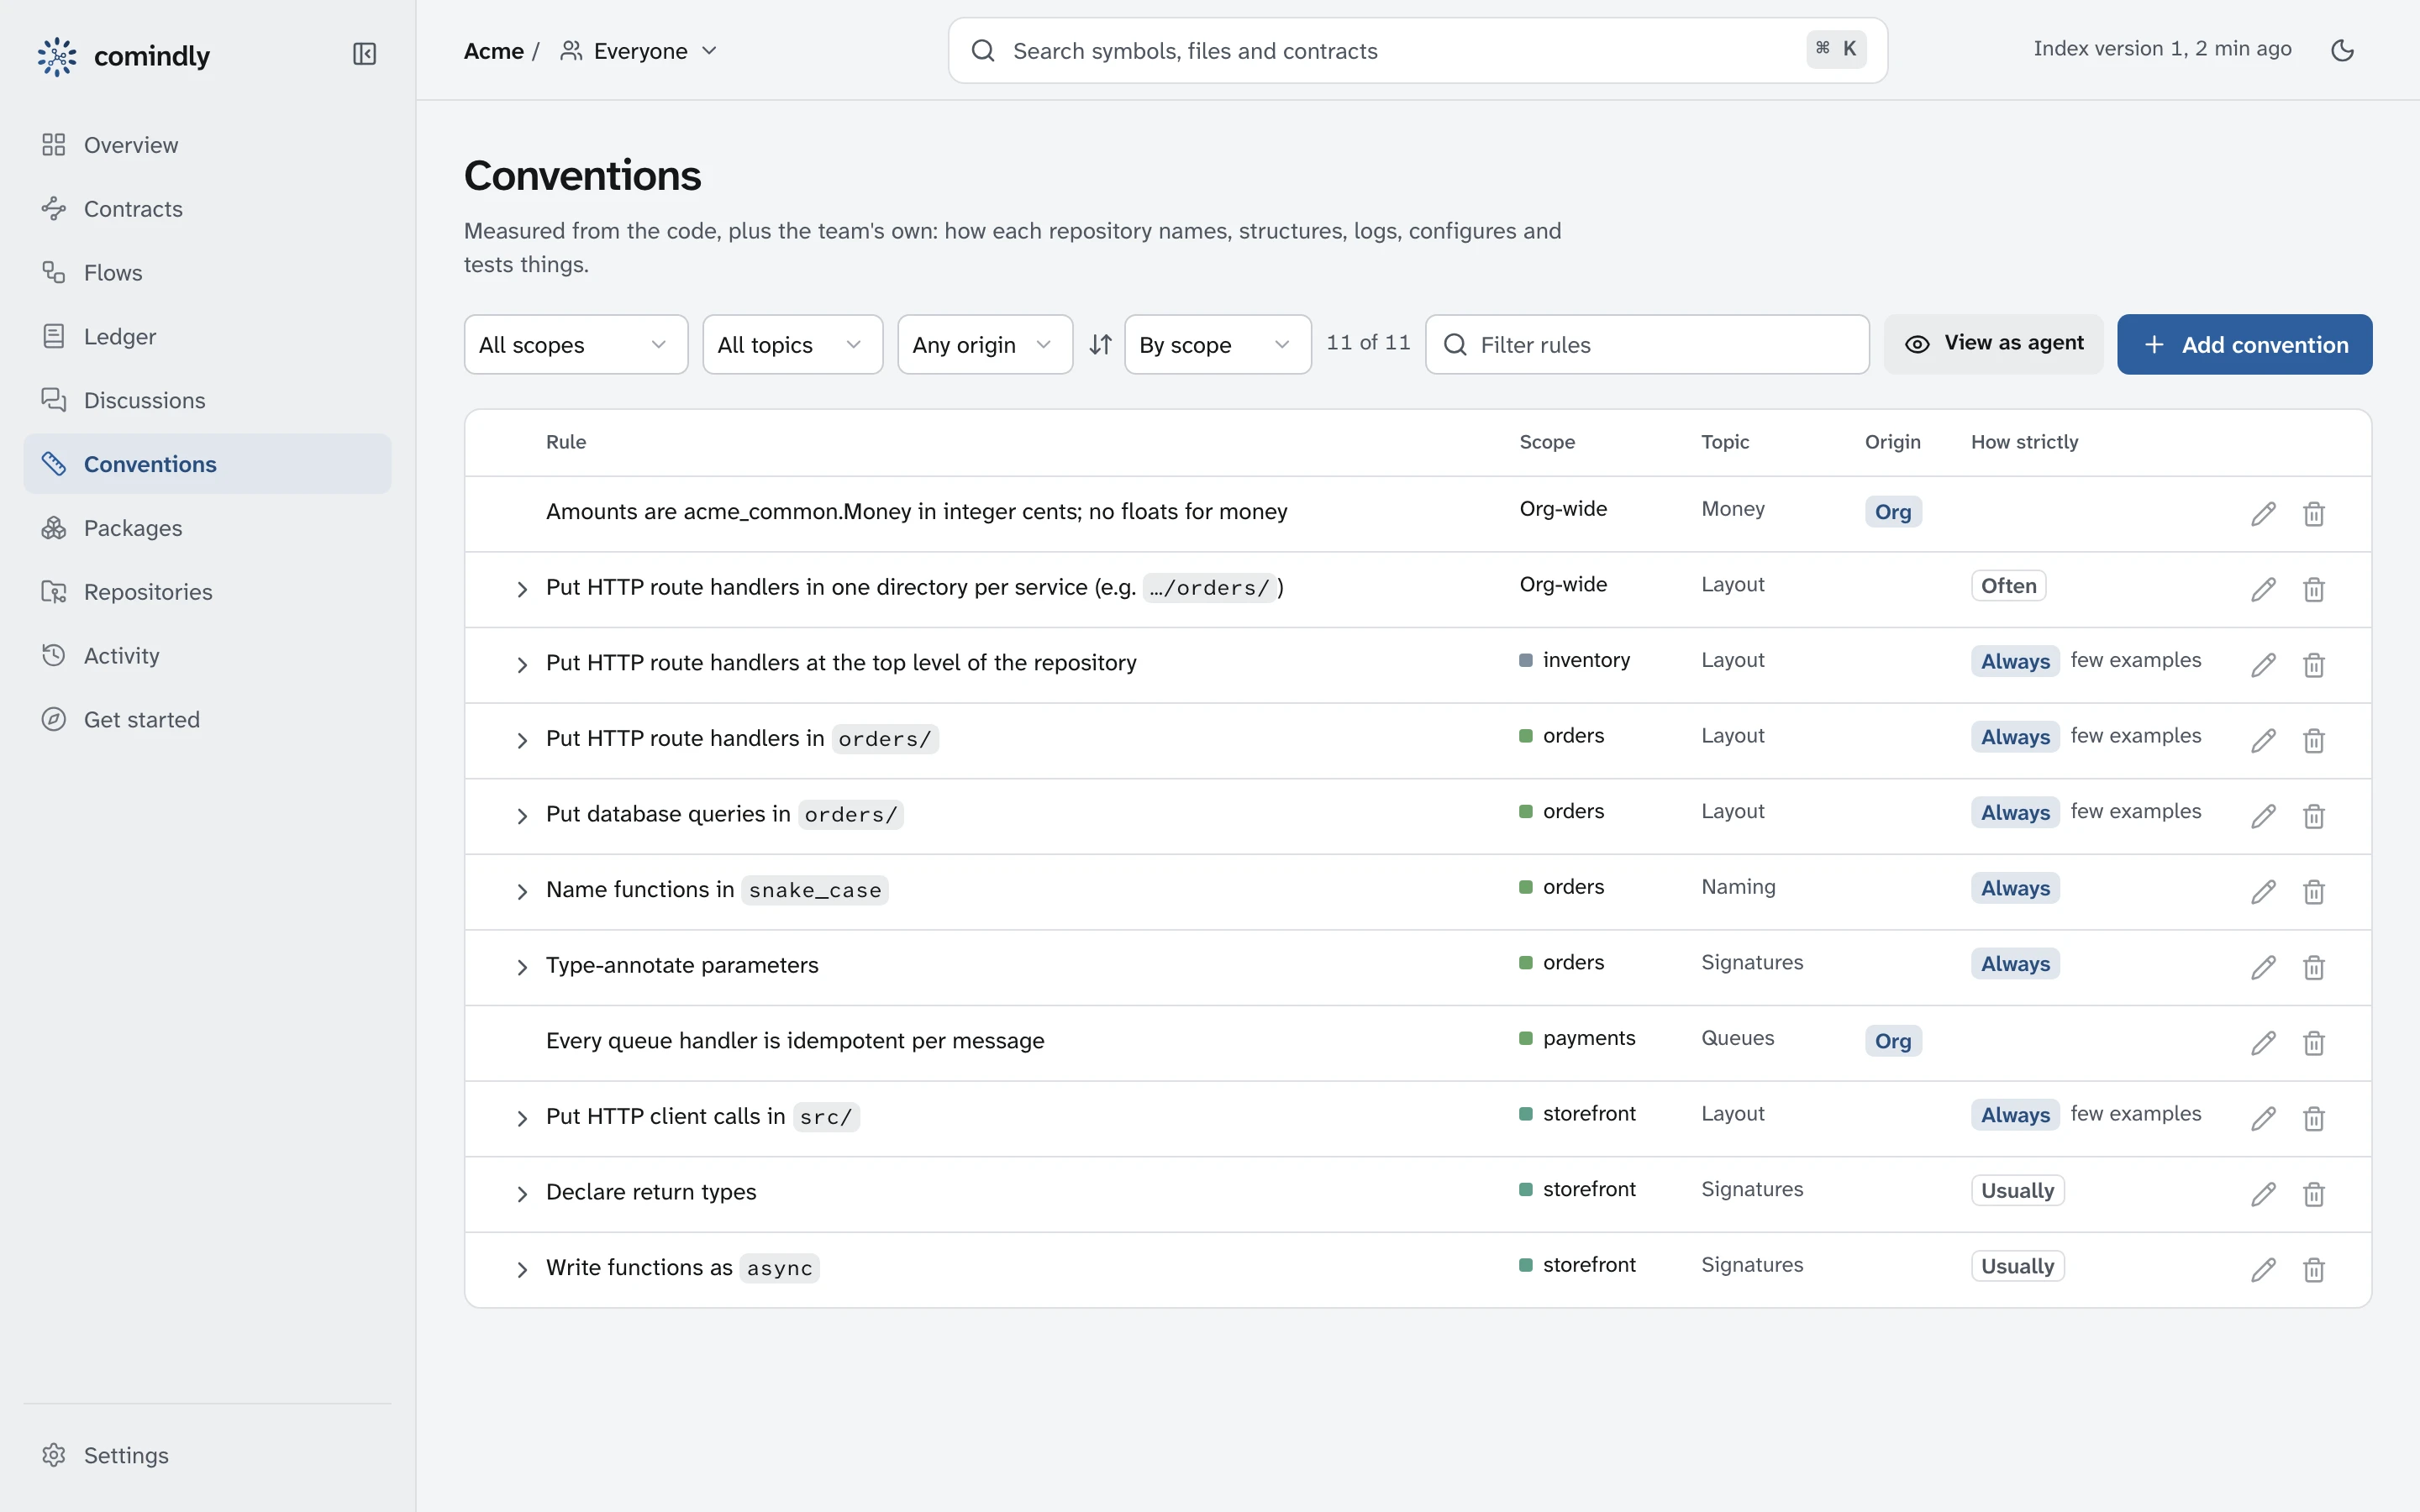 comindly
Acme / Everyone
Search symbols, files and contracts
⌘ K
Index version 1, 2 min ago
Overview
Contracts
Flows
Ledger
Discussions
Conventions
Packages
Repositories
Activity
Get started
Settings
Conventions
Measured from the code, plus the team's own: how each repository names, structures, logs, configures and
tests things.
All scopes
All topics
Any origin
By scope
11 of 11
Filter rules
View as agent
Add convention
Rule Scope Topic Origin How strictly
Amounts are acme_common.Money in integer cents; no floats for money Org-wide Money Org
Put HTTP route handlers in one directory per service (e.g. …/orders/) Org-wide Layout Often
Put HTTP route handlers at the top level of the repository inventory Layout Always few examples
Put HTTP route handlers in orders/ orders Layout Always few examples
Put database queries in orders/ orders Layout Always few examples
Name functions in snake_case orders Naming Always
Type-annotate parameters orders Signatures Always
Every queue handler is idempotent per message payments Queues Org
Put HTTP client calls in src/ storefront Layout Always few examples
Declare return types storefront Signatures Usually
Write functions as async storefront Signatures Usually